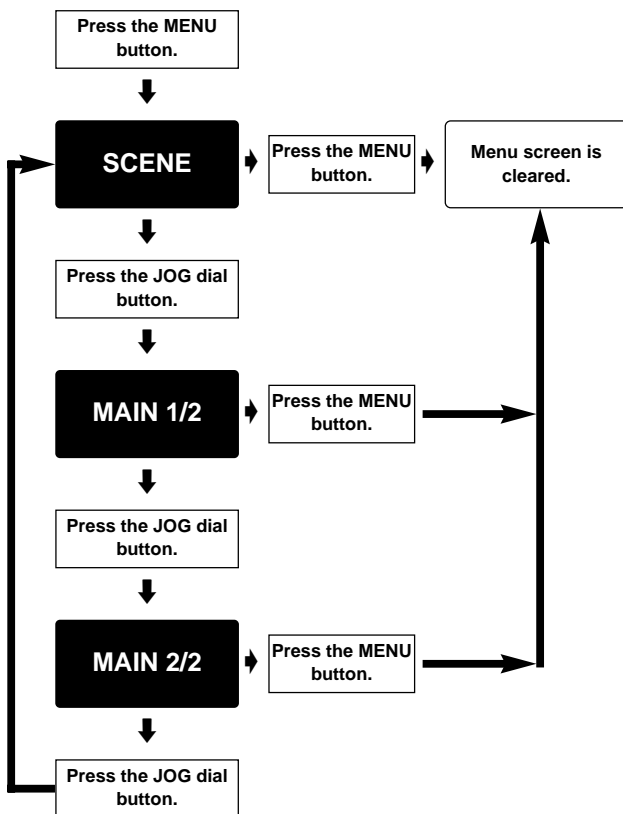 Press the MENU
button.
SCENE
Press the MENU
button.
Menu screen is
cleared.
Press the JOG dial
button.
MAIN 1/2
Press the MENU
button.
Press the JOG dial
button.
MAIN 2/2
Press the MENU
button.
Press the JOG dial
button.